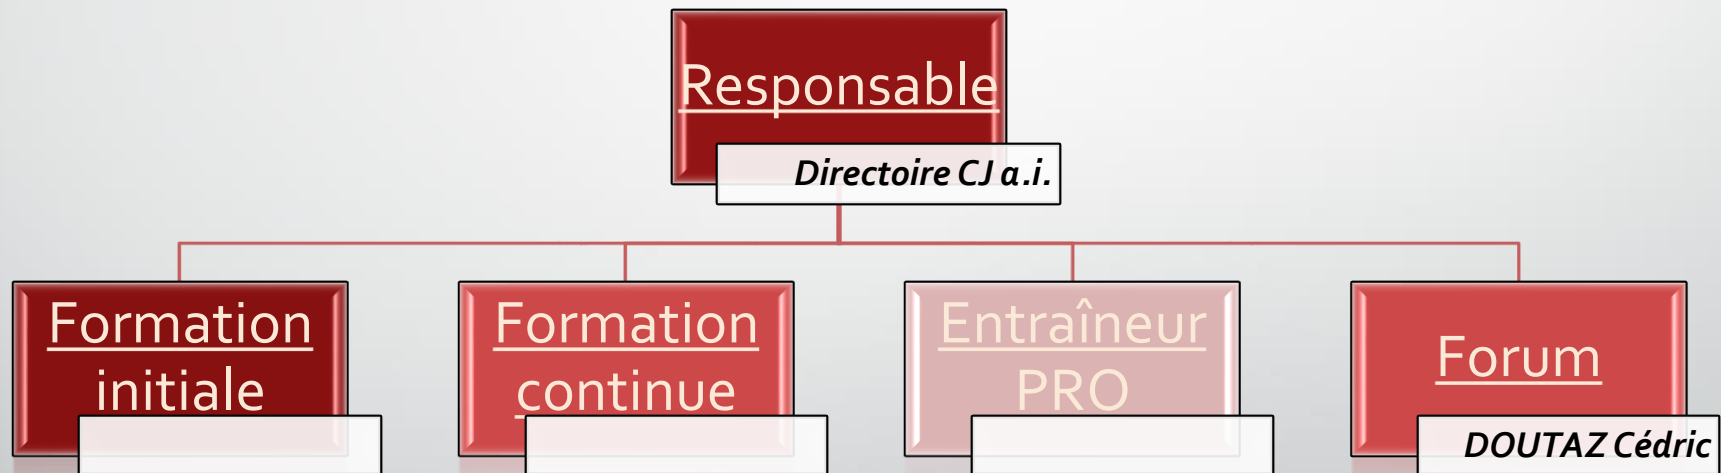 Responsable
Directoire CJ a.i.
Formation
initiale
Formation
continue
Entraîneur
PRO
Forum
DOUTAZ Cédric